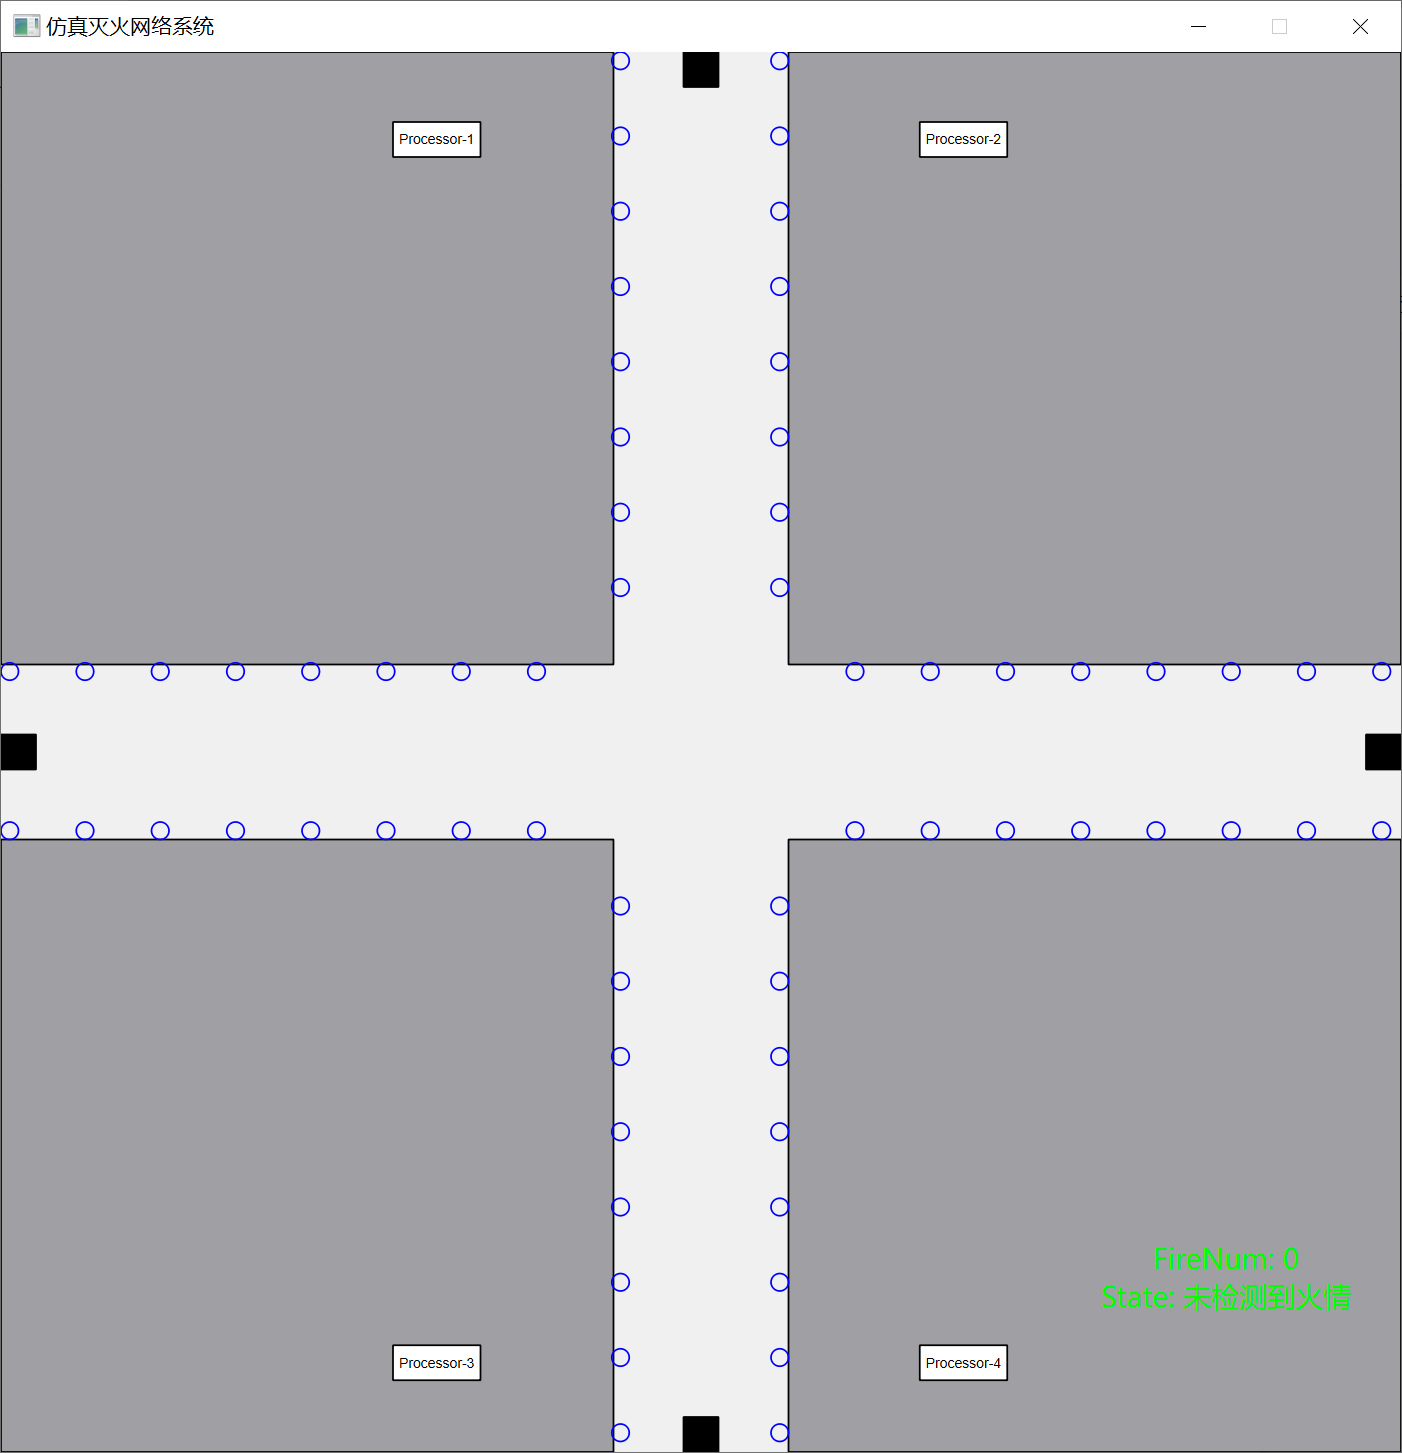 仿真灭火网络系统
Processor-1
Processor-2
FireNum: 0
State: 未检测到火情
Processor-3
Processor-4